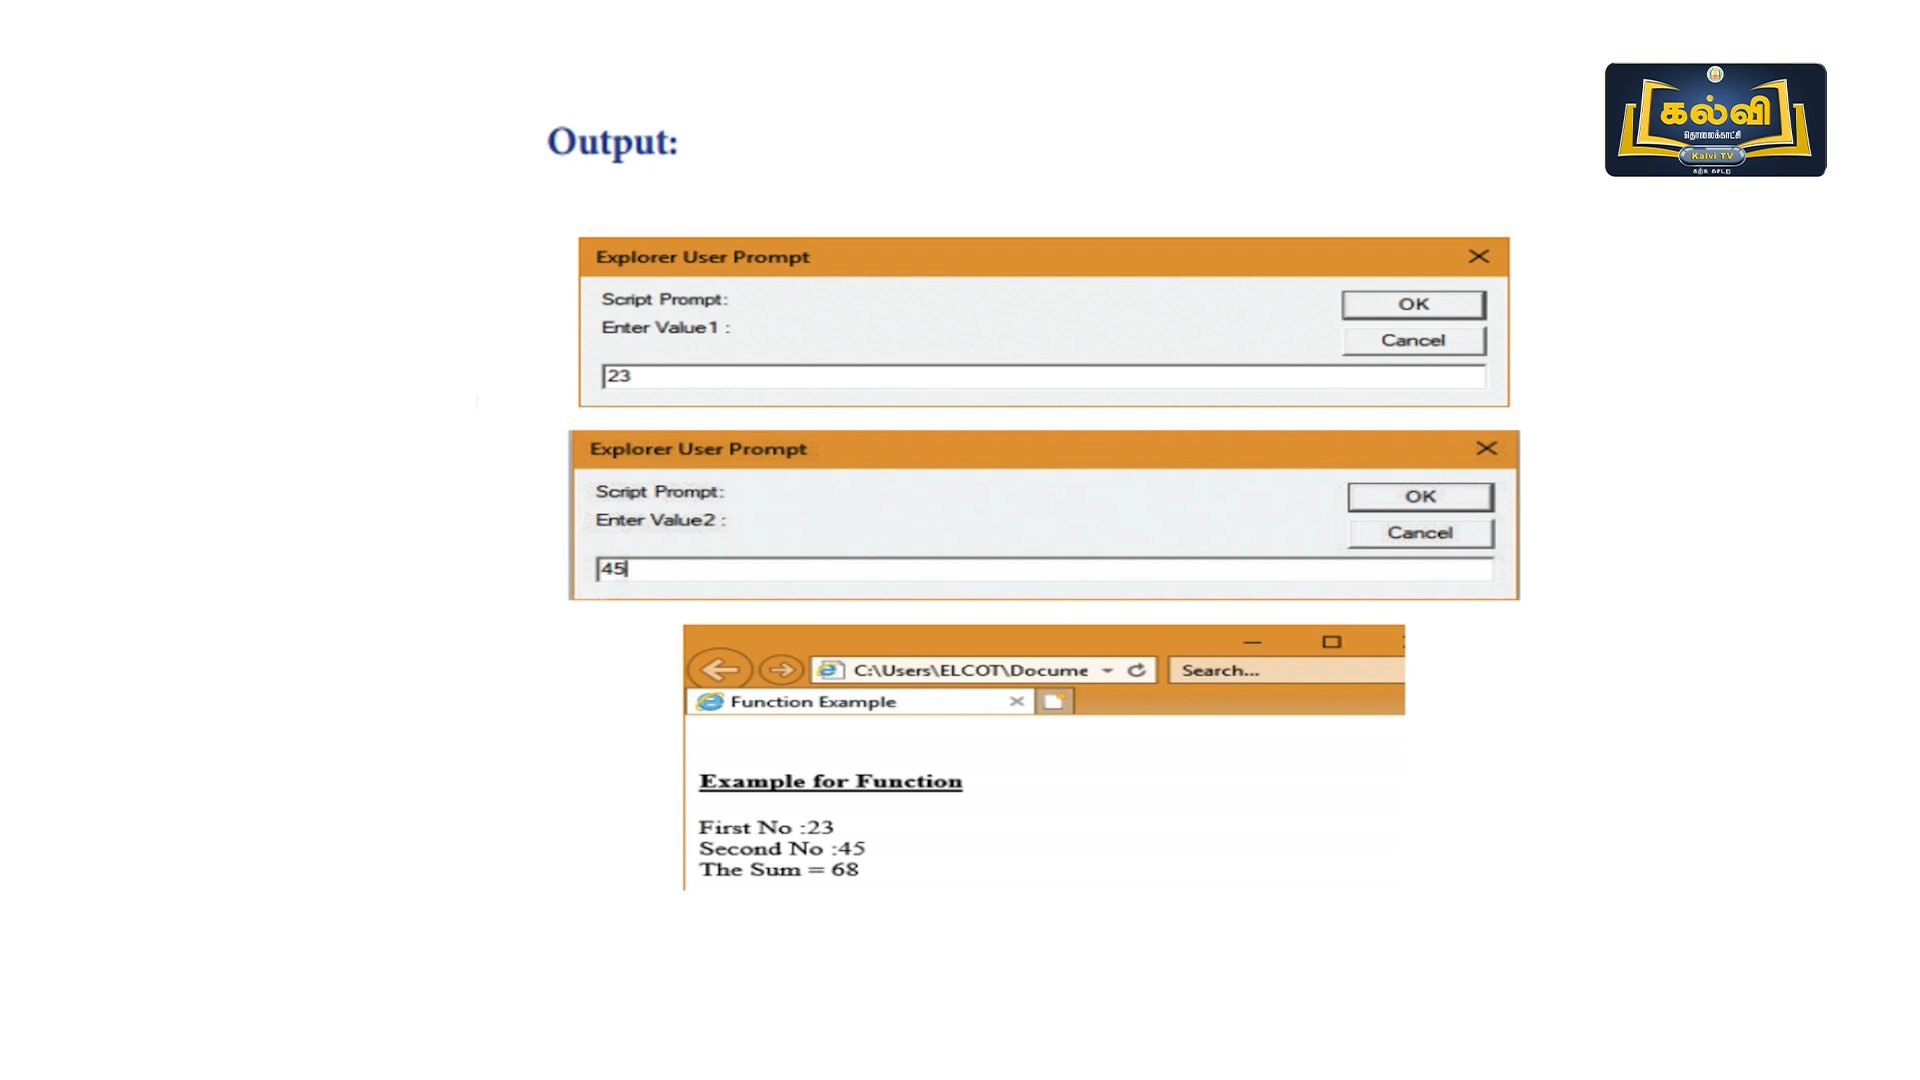 கல்வி
தொலைக்காட்சி
Kalvi TV
கற்க கசடற
Output:
Explorer User Prompt
Script Prompt:
OK
Enter Value1 :
Cancel
23
Explorer User Prompt
Script Prompt:
OK
Enter Value2 :
Cancel
45
C:\Users\ELCOT\Docume
Search...
Function Example
Example for Function
First No :23
Second No :45
The Sum = 68